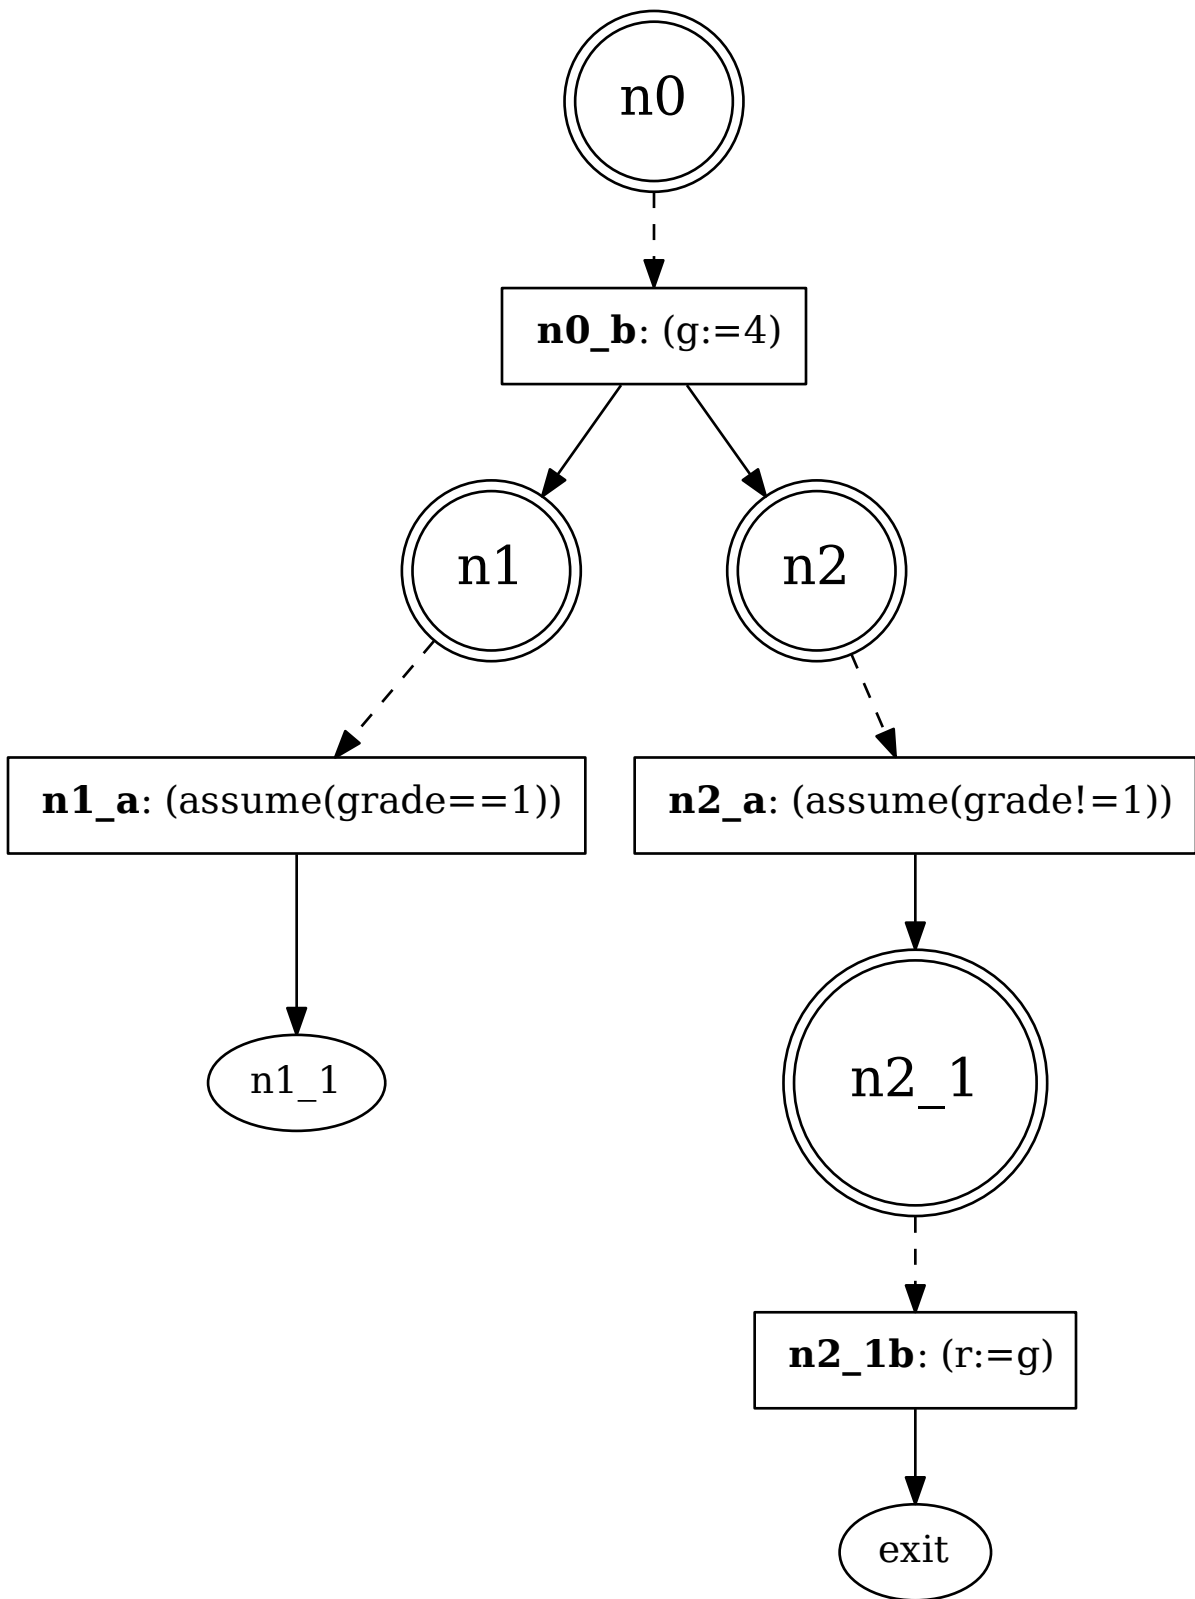 n0
n0_b: (g:=4)
n1
n2
n1_a: (assume(grade==1))
n2_a: (assume(grade!=1))
n1_1
n2_1
n2_1b: (r:=g)
exit